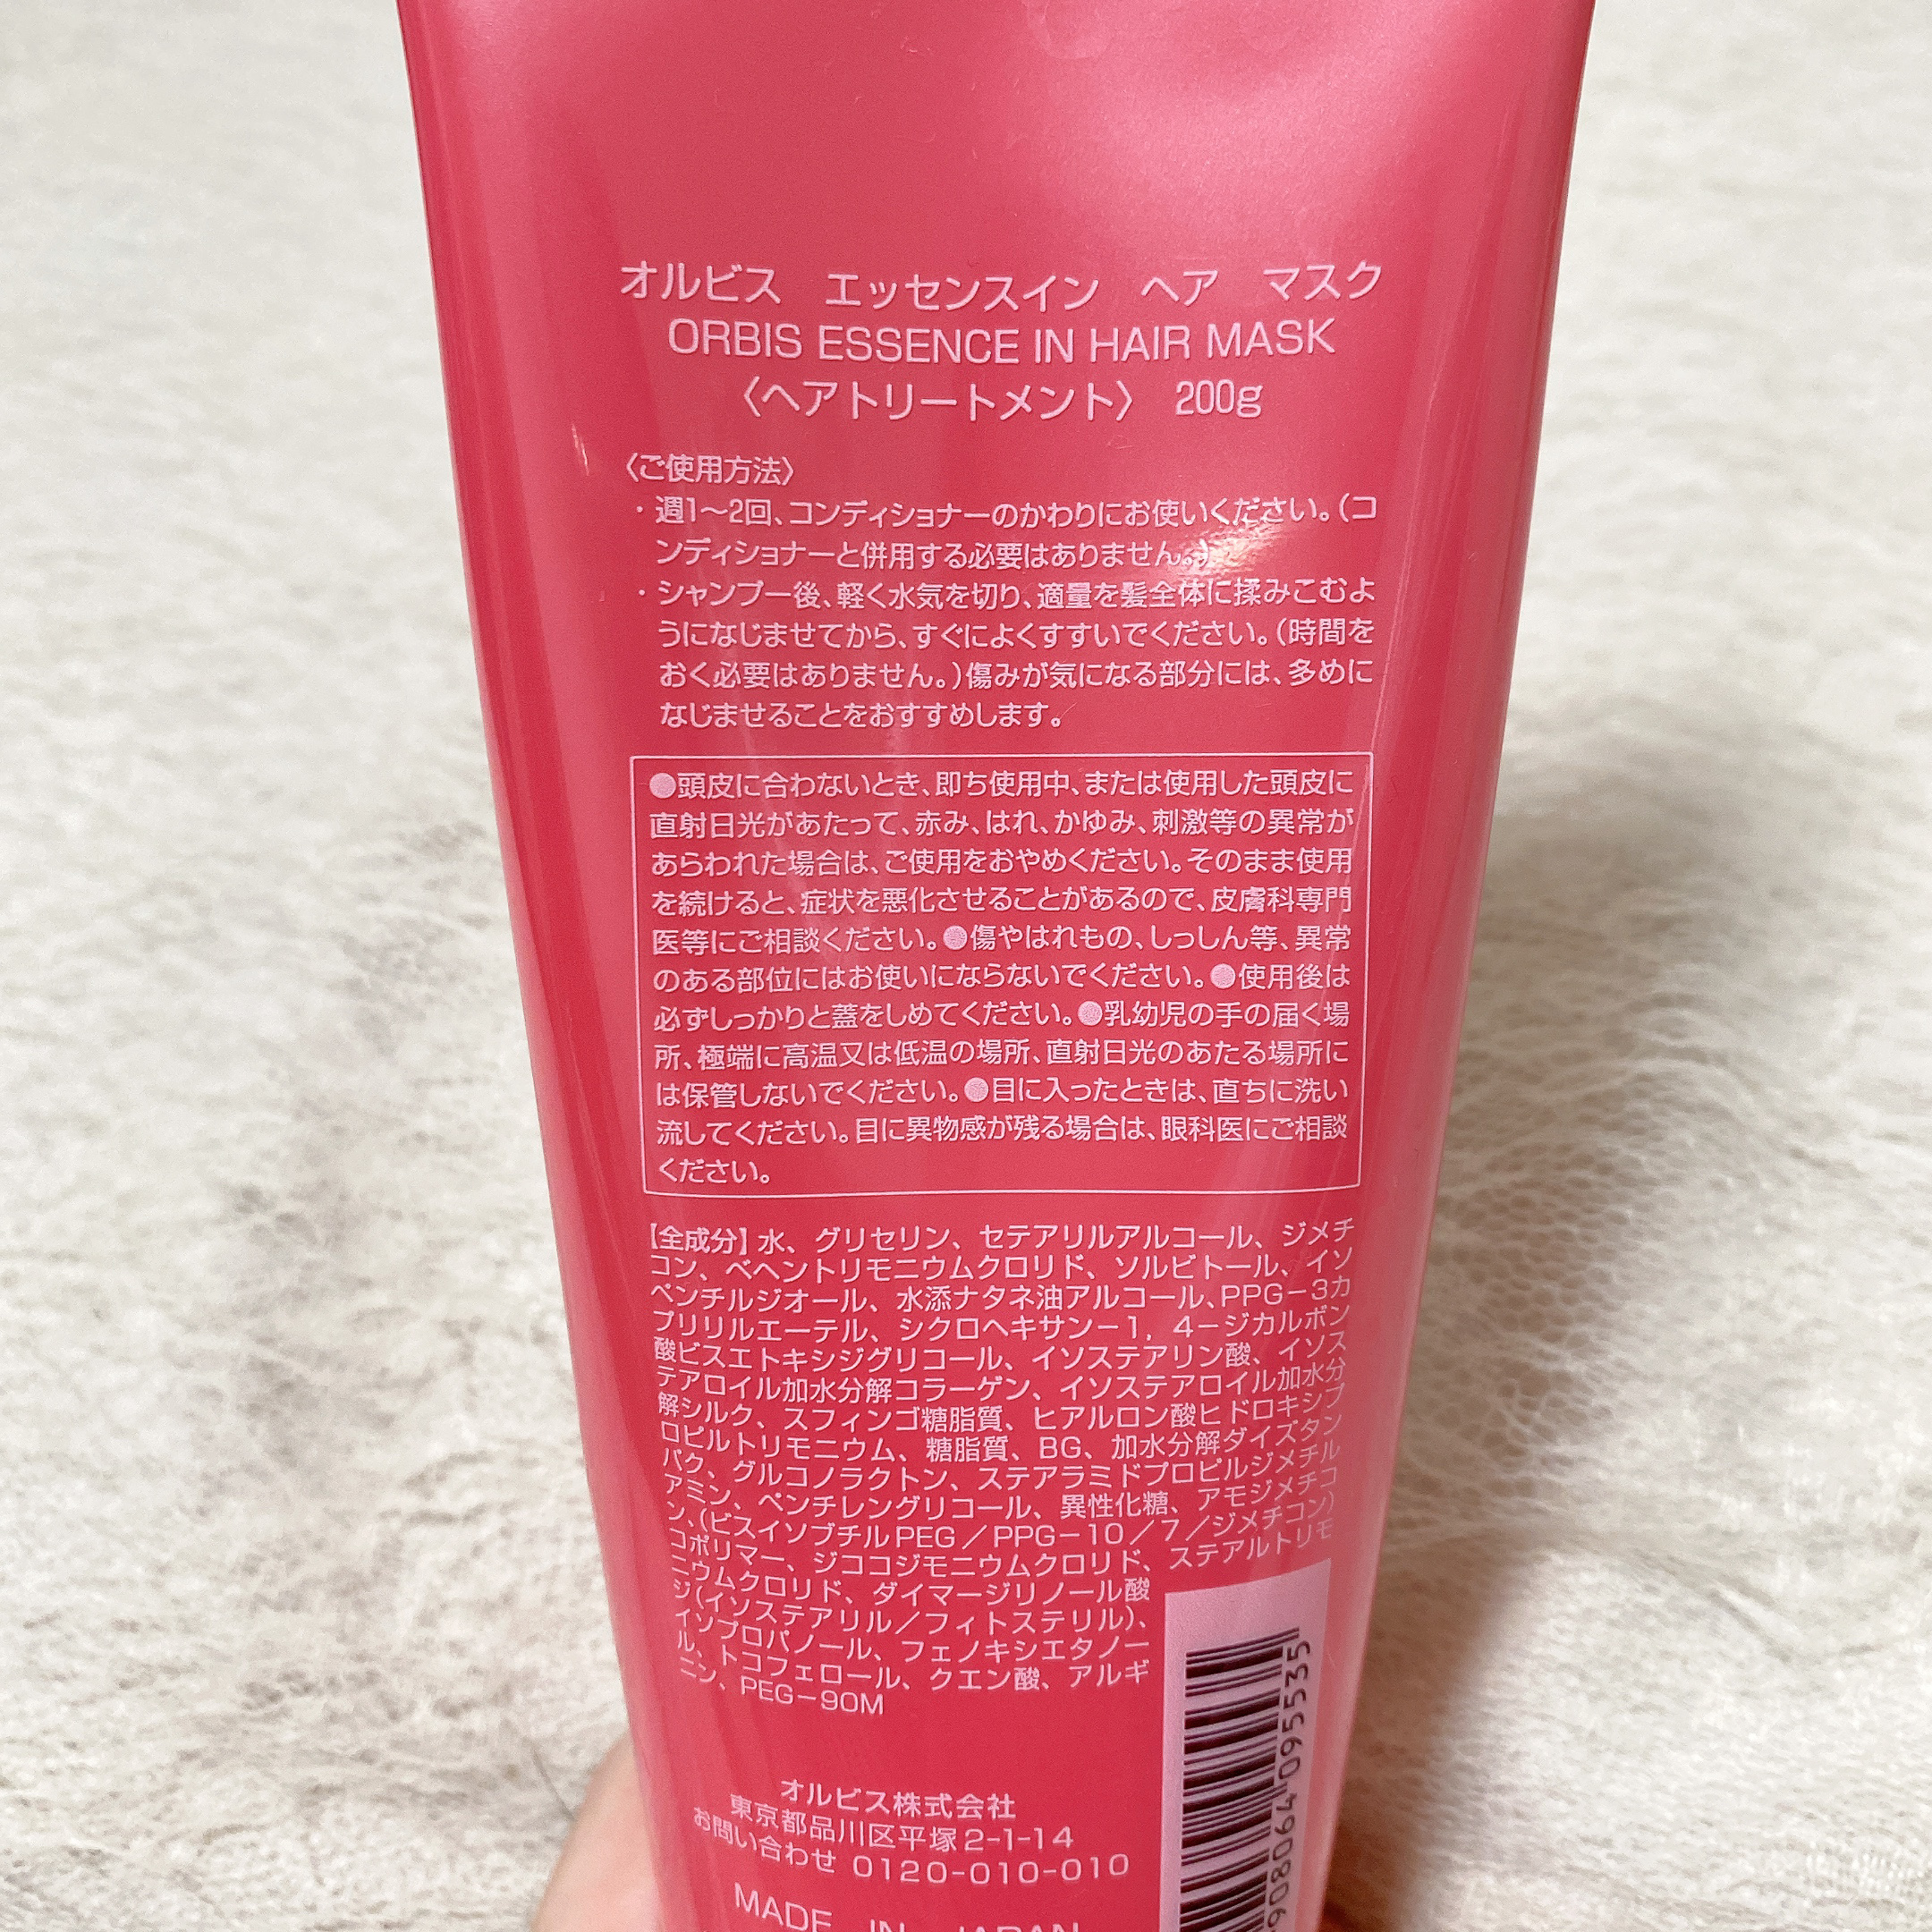 オルビス　エッセンスイン　ヘア　マスク
ORBIS ESSENCE IN HAIR MASK
〈ヘアトリートメント〉 200g
〈ご使用方法〉
・週1～2回、コンディショナーのかわりにお使いください。（コ
ンディショナーと併用する必要はありません。）
・シャンプー後、軽く水気を切り、適量を髪全体に揉みこむよ
うになじませてから、すぐによくすすいでください。（時間を
おく必要はありません。）傷みが気になる部分には、多めに
なじませることをおすすめします。
●頭皮に合わないとき、即ち使用中、または使用した頭皮に
直射日光があたって、赤み、はれ、かゆみ、刺激等の異常が
あらわれた場合は、ご使用をおやめください。そのまま使用
を続けると、症状を悪化させることがあるので、皮膚科専門
医等にご相談ください。●傷やはれもの、しっしん等、異常
のある部位にはお使いにならないでください。●使用後は
必ずしっかりと蓋をしめてください。●乳幼児の手の届く場
所、極端に高温又は低温の場所、直射日光のあたる場所に
は保管しないでください。●目に入ったときは、直ちに洗い
流してください。目に異物感が残る場合は、眼科医にご相談
ください。
【全成分】水、グリセリン、セテアリルアルコール、ジメチ
コン、ベヘントリモニウムクロリド、ソルビトール、イソ
ペンチルジオール、水添ナタネ油アルコール、PPG－3カ
プリリルエーテル、シクロヘキサン－1，4－ジカルボン
酸ビスエトキシジグリコール、イソステアリン酸、イソス
テアロイル加水分解コラーゲン、イソステアロイル加水分
解シルク、スフィンゴ糖脂質、ヒアルロン酸ヒドロキシプ
ロピルトリモニウム、糖脂質、BG、加水分解ダイズタン
パク、グルコノラクトン、ステアラミドプロピルジメチル
アミン、ペンチレングリコール、異性化糖、アモジメチコ
ン、（ビスイソブチルPEG／PPG－10／7／ジメチコン）
コポリマー、ジココジモニウムクロリド、ステアルトリモ
ニウムクロリド、ダイマージリノール酸
ジ（イソステアリル／フィトステリル）、
イソプロパノール、フェノキシエタノー
ル、トコフェロール、クエン酸、アルギ
ニン、PEG－90M
オルビス株式会社
東京都品川区平塚2-1-14
お問い合わせ 0120-010-010
MADE IN JAPAN
908064 095535